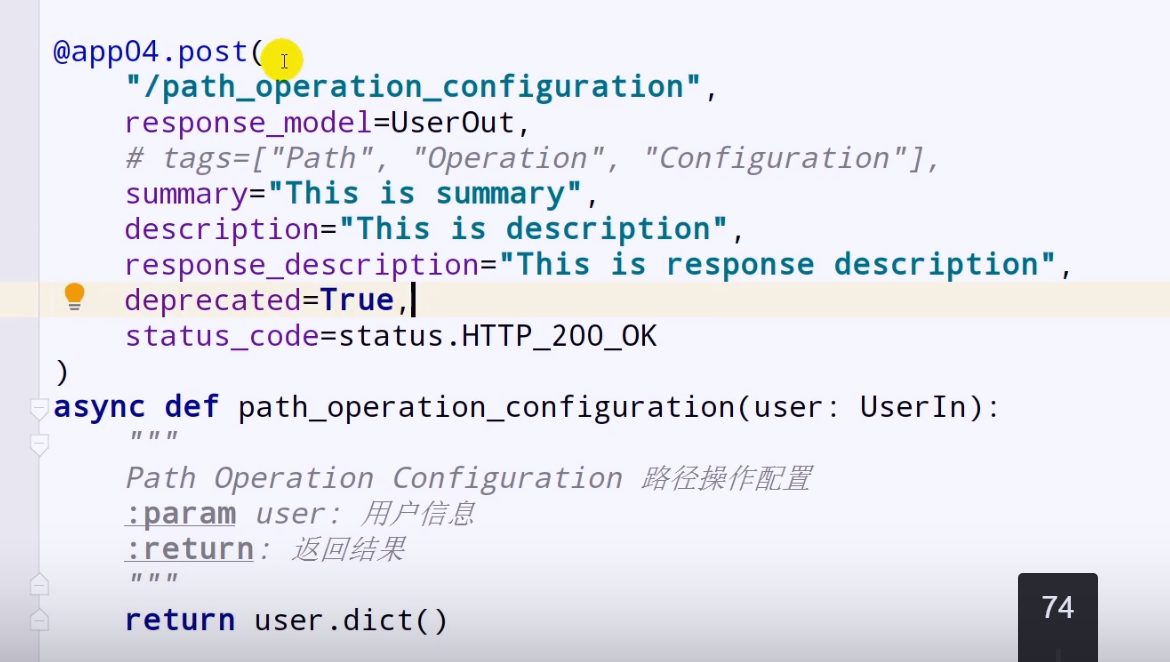 @app04.post(
"/path_operation_configuration",
response_model=UserOut,
# tags=["Path", "Operation", "Configuration"],
summary="This is summary",
description="This is description",
response_description="This is response description",
deprecated=True,
status_code=status.HTTP_200_OK
)
async def path_operation_configuration(user: UserIn):
"""
Path Operation Configuration 路径操作配置
:param user: 用户信息
:return: 返回结果
"""
return user.dict()
74